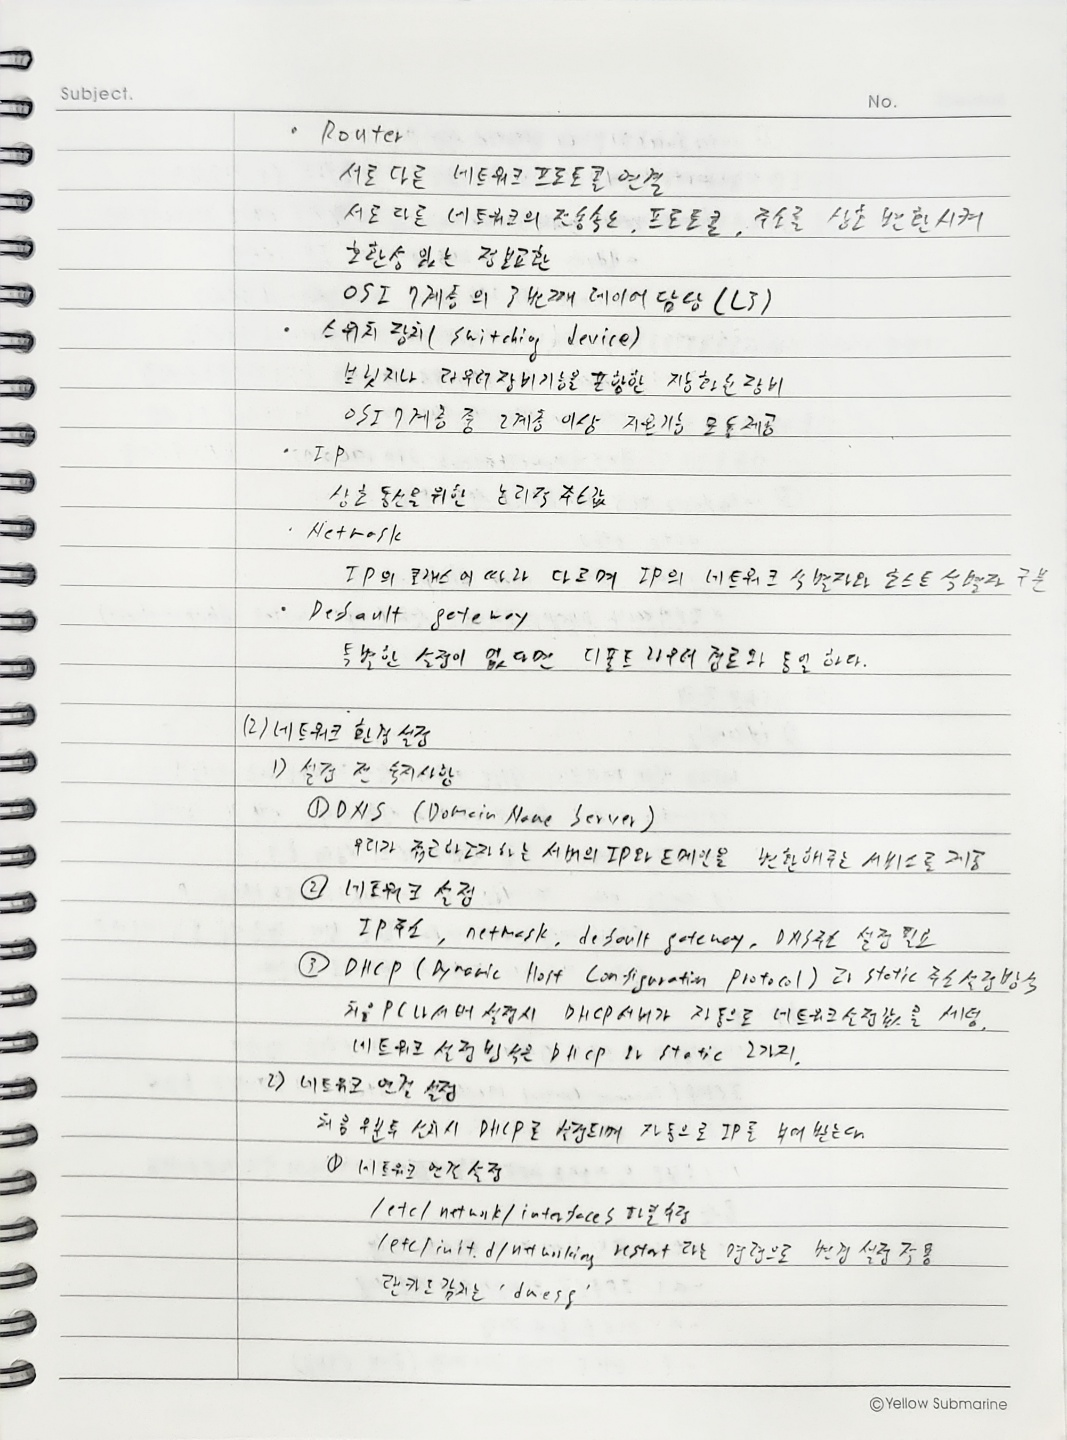 Subject.
No.
· Router
서로 다른 네트워크 프로토콜 연결
서로 다른 네트워크의 전송속도, 프로토콜, 주소를 상호 변환시켜
호환성 있는 정보교환
OSI 7계층의 3번째 레이어 담당(L3)
· 스위치 장치(switching device)
브릿지나 라우터장비기능을 포함한 지능하는장비
OSI 7계층 중 2계층 이상 지원기능 모두제공
· IP
상호 통신을 위한 논리적 주소값
· Netmask
IP의 클래스에 따라 다르며 IP의 네트워크 식별자와 호스트 식별자 구분
· Default gateway
특별한 설정이 없다면 디폴트 라우터 경로와 동일 하다.
(2) 네트워크 환경설정
1) 설정 전 숙지사항
① DNS (Domain Name Server)
우리가 접근하고자하는 서버의 IP와 도메인을 변환해주는 서비스를 제공
② 네트워크 설정
IP주소, netmask, default gateway, DNS주소 설정필요
③ DHCP (Dynamic Host Configuration Protocol)과 static 주소설정방식
처음 PC나서버 설정시 DHCP서버가 자동으로 네트워크설정값을
네트워크 설정방식은 DHCP와 static 2가지.
2) 네트워크 연결 설정
처음 우분투 설치시 DHCP로 설정되며 자동으로 IP를 부여 받는다
① 네트워크 연결 설정
/etc/network/interfaces 파일수정
/etc/init.d/networking restart 라는 명령으로 변경 설정 적용
랜카드감지는 'dmesg'
©Yellow Submarine